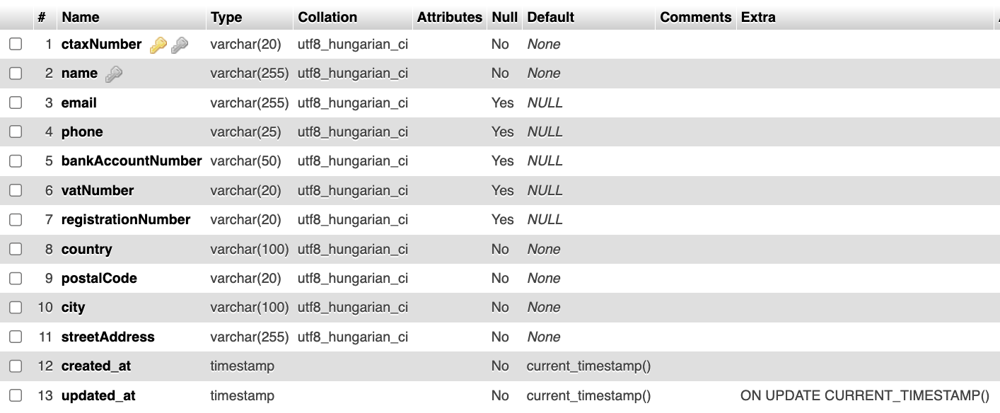 # Name Type Collation Attributes Null Default Comments Extra
1 ctaxNumber varchar(20) utf8_hungarian_ci No None
2 name varchar(255) utf8_hungarian_ci No None
3 email varchar(255) utf8_hungarian_ci Yes NULL
4 phone varchar(25) utf8_hungarian_ci Yes NULL
5 bankAccountNumber varchar(50) utf8_hungarian_ci Yes NULL
6 vatNumber varchar(20) utf8_hungarian_ci Yes NULL
7 registrationNumber varchar(20) utf8_hungarian_ci Yes NULL
8 country varchar(100) utf8_hungarian_ci No None
9 postalCode varchar(20) utf8_hungarian_ci No None
10 city varchar(100) utf8_hungarian_ci No None
11 streetAddress varchar(255) utf8_hungarian_ci No None
12 created_at timestamp No current_timestamp()
13 updated_at timestamp No current_timestamp() ON UPDATE CURRENT_TIMESTAMP()